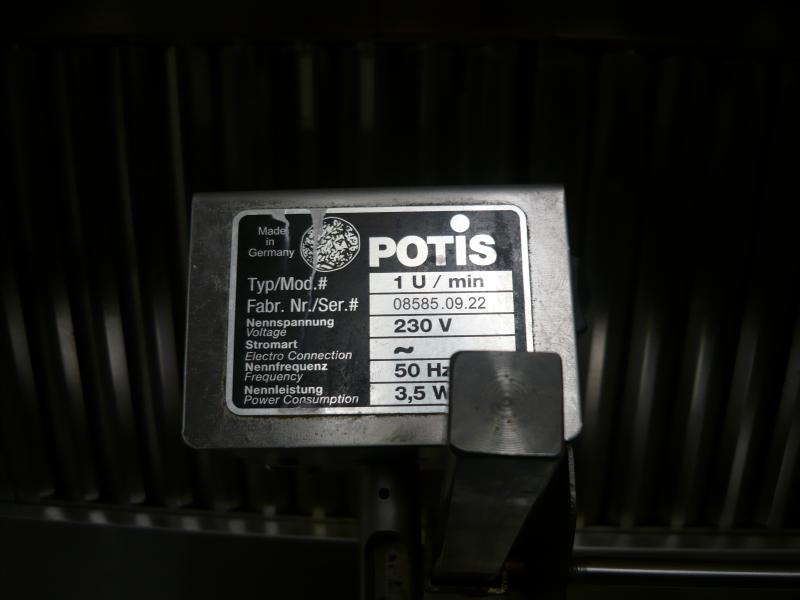 Made
in
Germany
POTIS
Typ/Mod.# 1 U / min
Fabr. Nr./Ser.# 08585.09.22
Nennspannung
Voltage
230 V
Stromart
Electro Connection
~
Nennfrequenz
Frequency
50 Hz
Nennleistung
Power Consumption
3,5 W